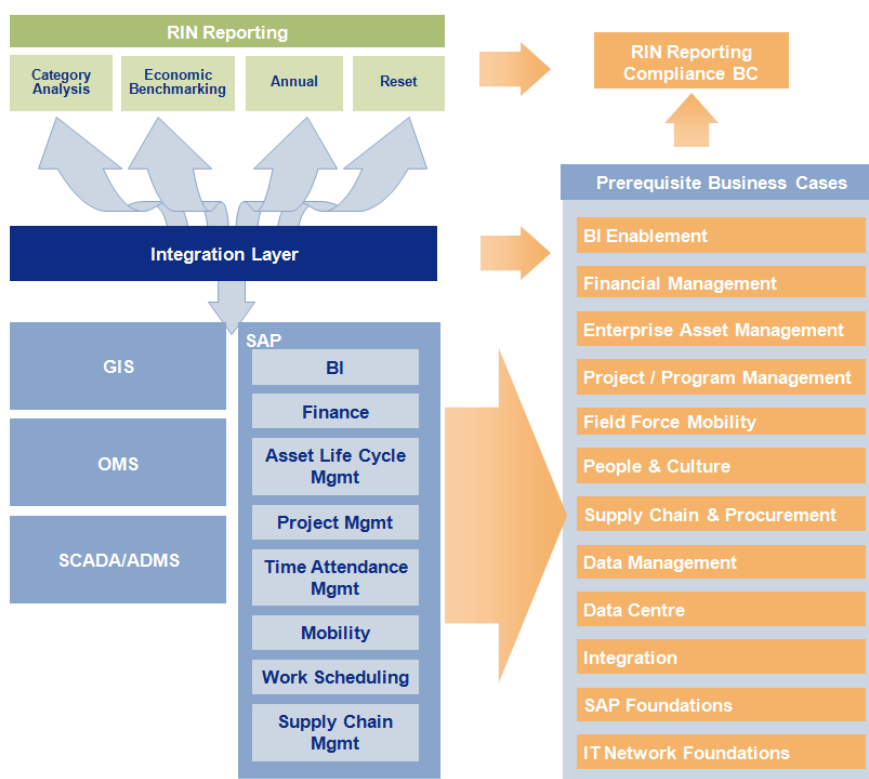 RIN Reporting
Category
Analysis
Economic
Benchmarking
Annual
Reset
RIN Reporting
Compliance BC
Integration Layer
GIS
OMS
SCADA/ADMS
SAP
BI
Finance
Asset Life Cycle
Mgmt
Project Mgmt
Time Attendance
Mgmt
Mobility
Work Scheduling
Supply Chain
Mgmt
Prerequisite Business Cases
BI Enablement
Financial Management
Enterprise Asset Management
Project / Program Management
Field Force Mobility
People & Culture
Supply Chain & Procurement
Data Management
Data Centre
Integration
SAP Foundations
IT Network Foundations